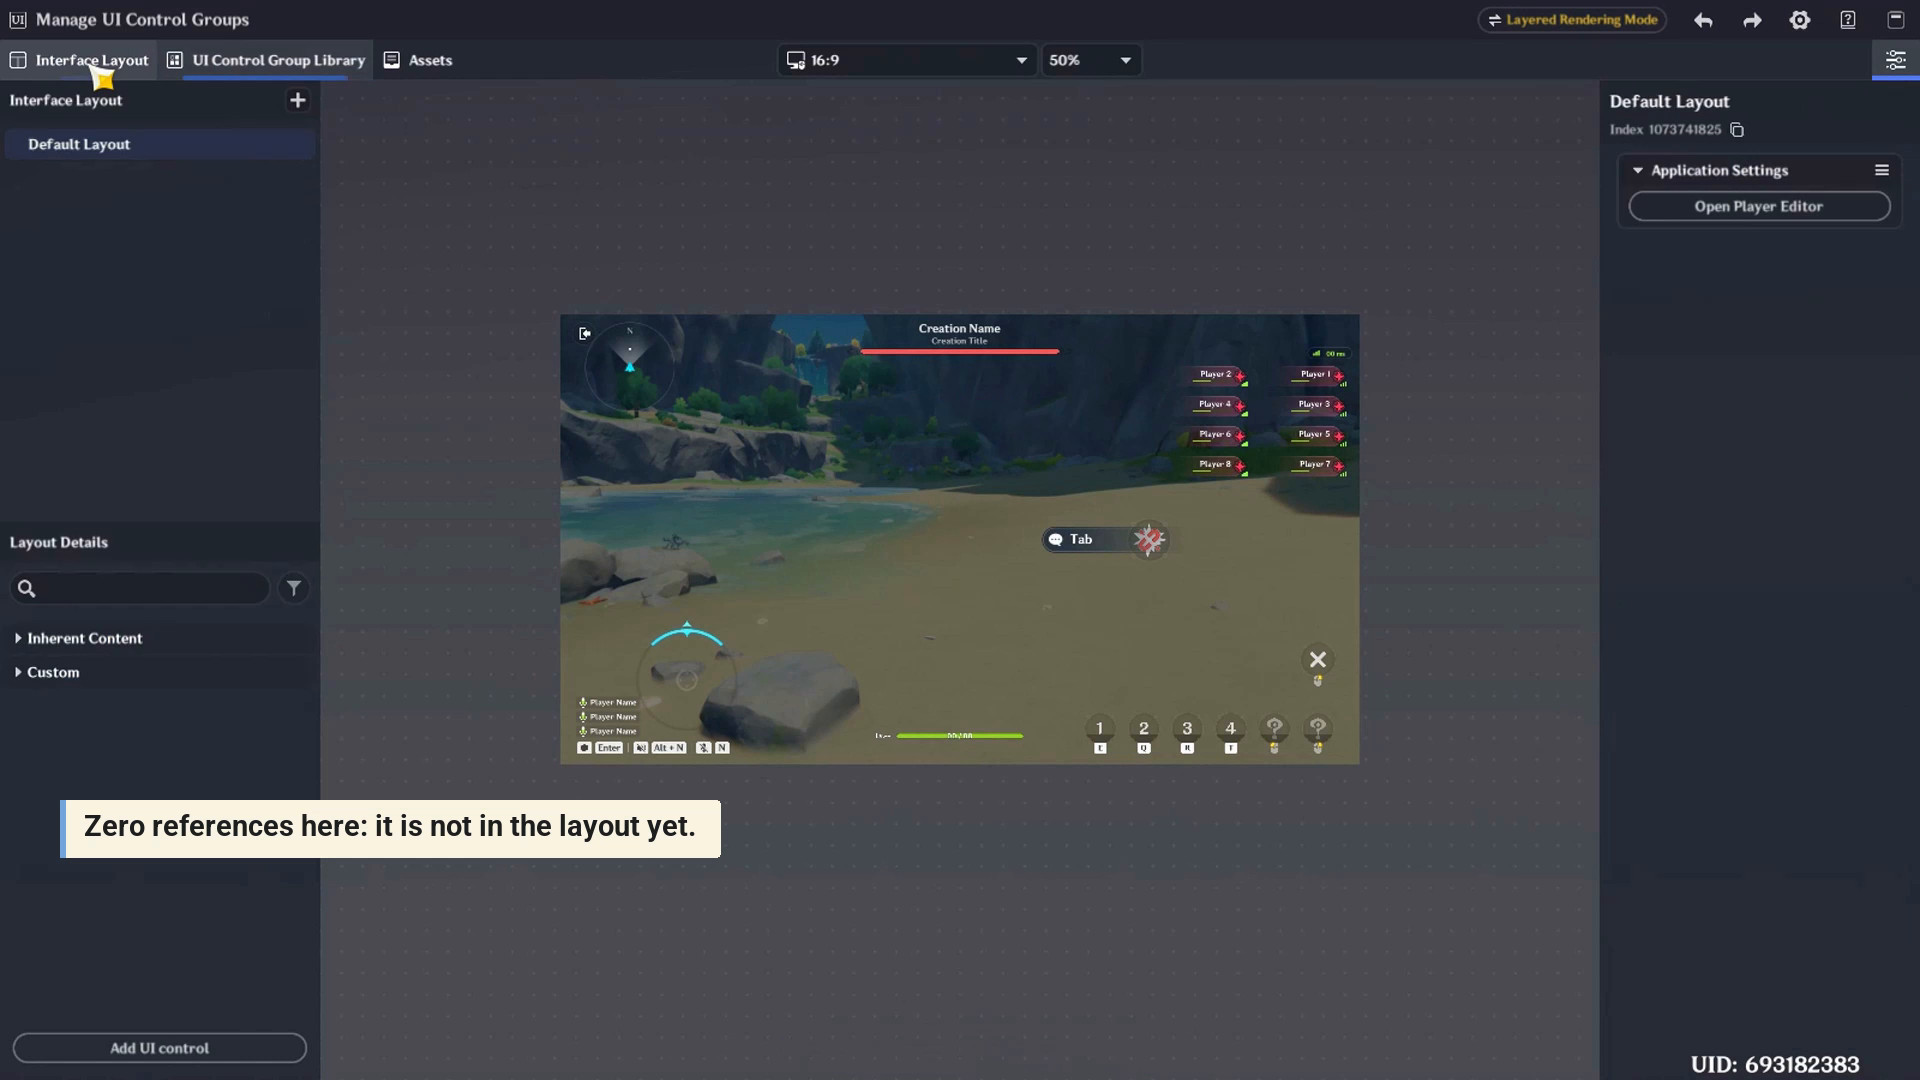 Manage UI Control Groups
Layered Rendering Mode
Interface Layout
UI Control Group Library
Assets
16:9
50%
Interface Layout
Default Layout
Default Layout
Index 1073741825
Application Settings
Open Player Editor
N
Creation Name
Creation Title
00 ms
Player 2
Player 1
Player 4
Player 3
Player 6
Player 5
Player 8
Player 7
Tab
Layout Details
Inherent Content
Custom
Player Name
Player Name
Player Name
Enter
Alt + N
N
1
2
3
4
E
Q
R
T
Zero references here: it is not in the layout yet.
Add UI control
UID: 693182383